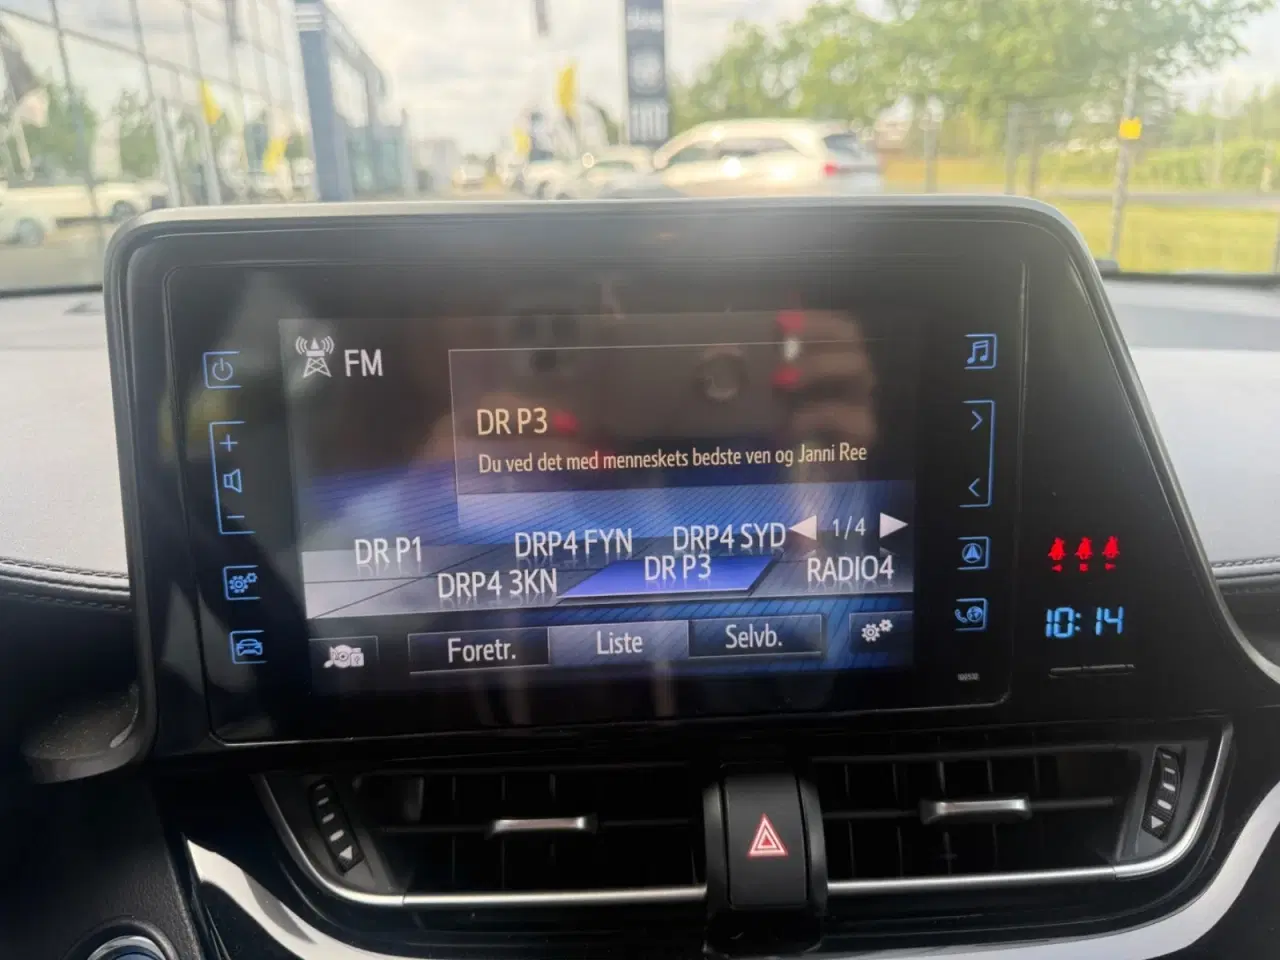 FM
DR P3
Du ved det med menneskets bedste ven og Janni Ree
DR P1
DRP4 FYN
DRP4 SYD
1/4
DRP4 3KN
DR P3
RADIO4
Foretr.
Liste
Selvb.
10:14